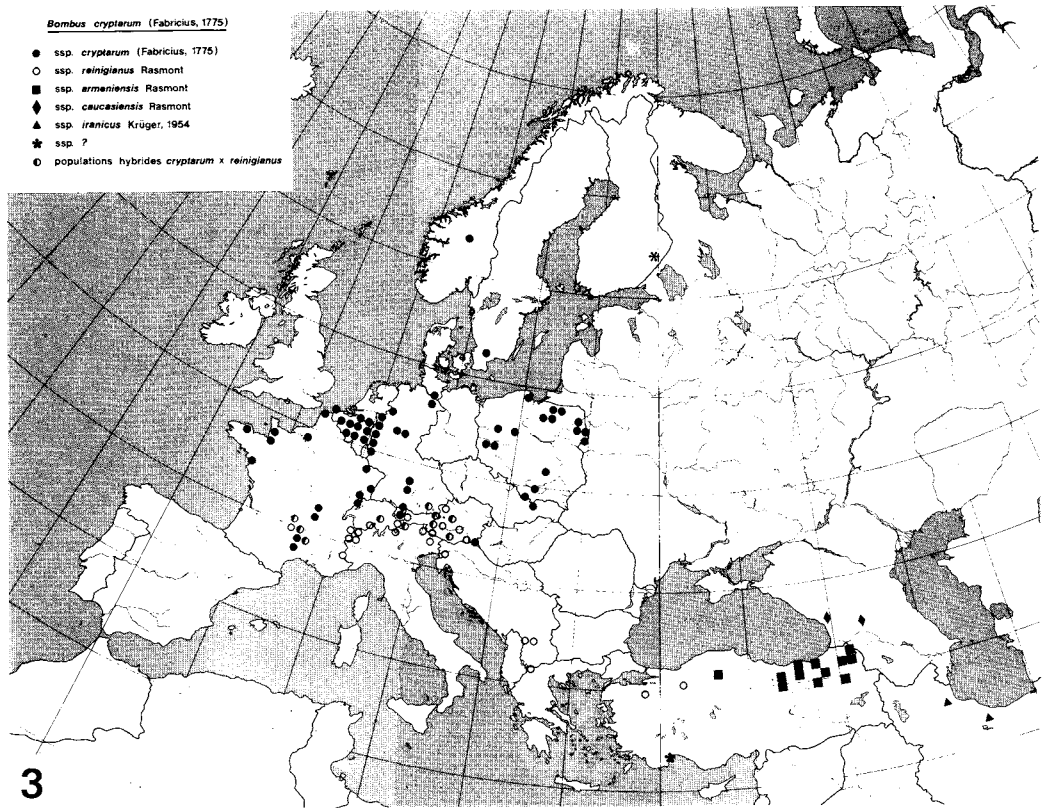 Bombus cryptarum (Fabricius, 1775)
ssp. cryptarum (Fabricius, 1775)
ssp. reinigianus Rasmont
ssp. armeniensis Rasmont
ssp. caucasiensis Rasmont
ssp. iranicus Krüger, 1954
ssp. ?
populations hybrides cryptarum x reinigianus
3